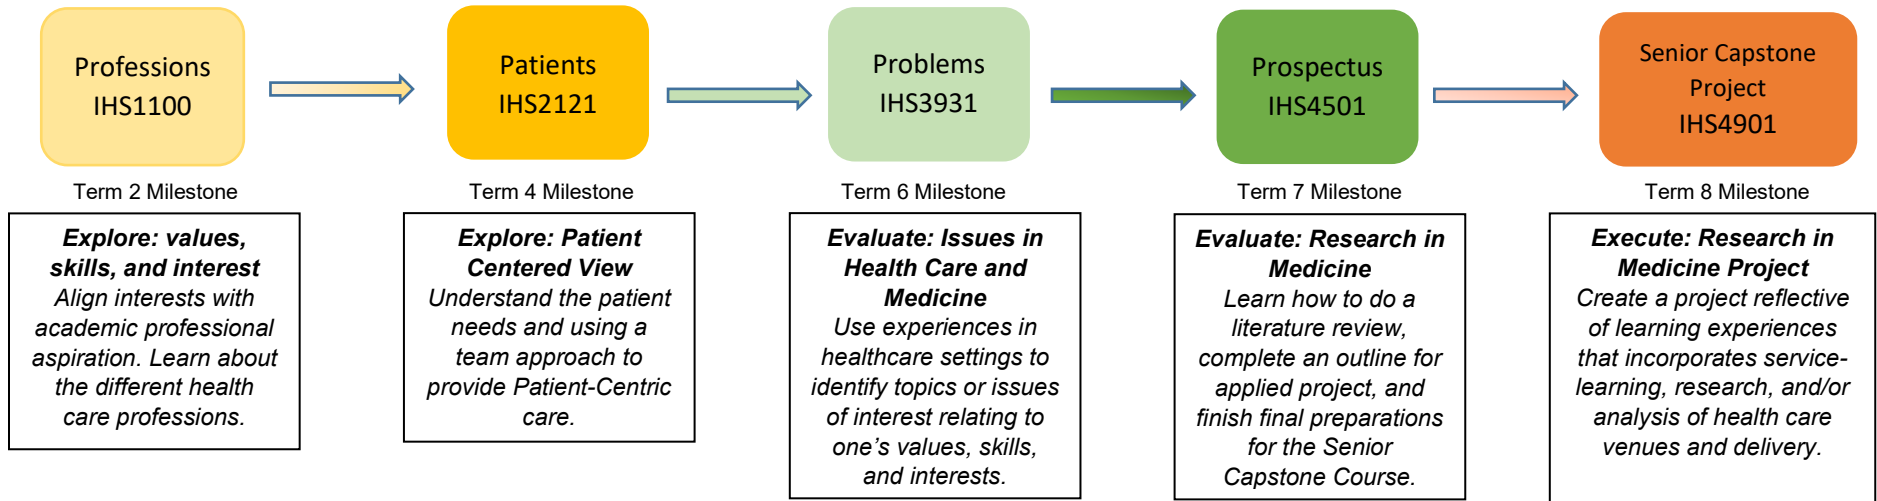 Professions
IHS1100
Patients
IHS2121
Problems
IHS3931
Prospectus
IHS4501
Senior Capstone
Project
IHS4901
Term 2 Milestone
Explore: values,
skills, and interest
Align interests with
academic professional
aspiration. Learn about
the different health
care professions.
Term 4 Milestone
Explore: Patient
Centered View
Understand the patient
needs and using a
team approach to
provide Patient-Centric
care.
Term 6 Milestone
Evaluate: Issues in
Health Care and
Medicine
Use experiences in
healthcare settings to
identify topics or issues
of interest relating to
one’s values, skills,
and interests.
Term 7 Milestone
Evaluate: Research in
Medicine
Learn how to do a
literature review,
complete an outline for
applied project, and
finish final preparations
for the Senior
Capstone Course.
Term 8 Milestone
Execute: Research in
Medicine Project
Create a project reflective
of learning experiences
that incorporates service-
learning, research, and/or
analysis of health care
venues and delivery.